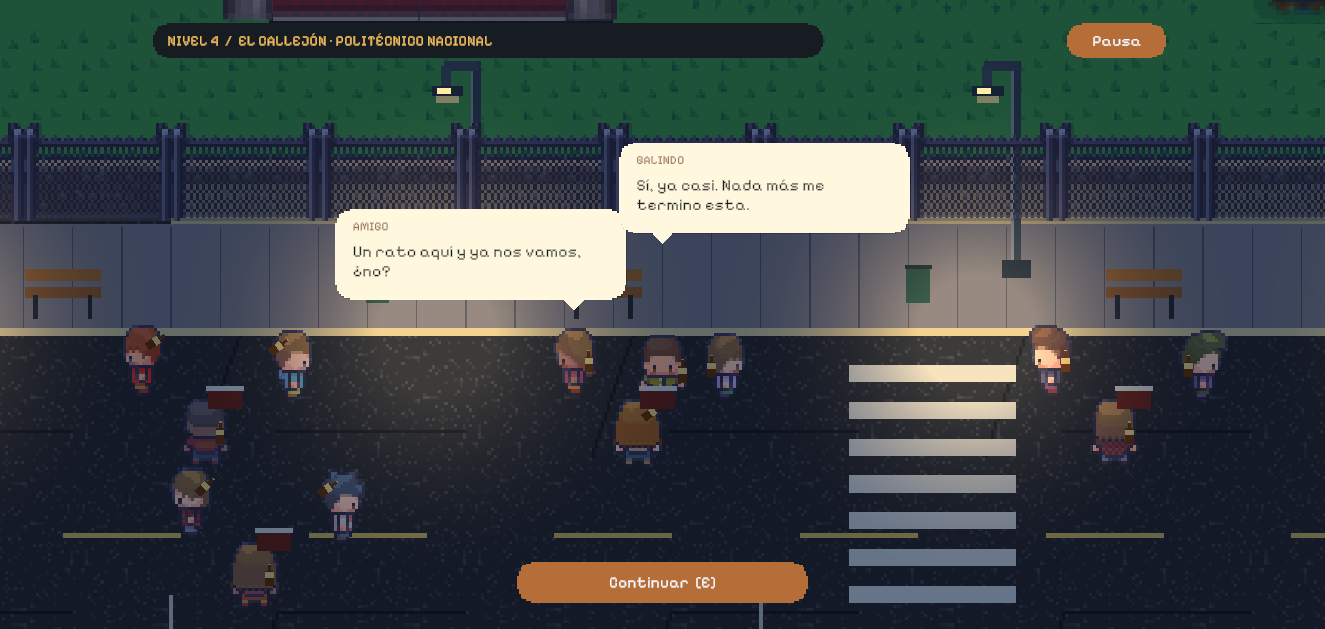 NIVEL 4 / EL CALLEJÓN · POLITÉCNICO NACIONAL
Pausa
GALINDO
Sí, ya casi. Nada más me
termino esta.
AMIGO
Un rato aquí y ya nos vamos,
¿no?
Continuar (E)